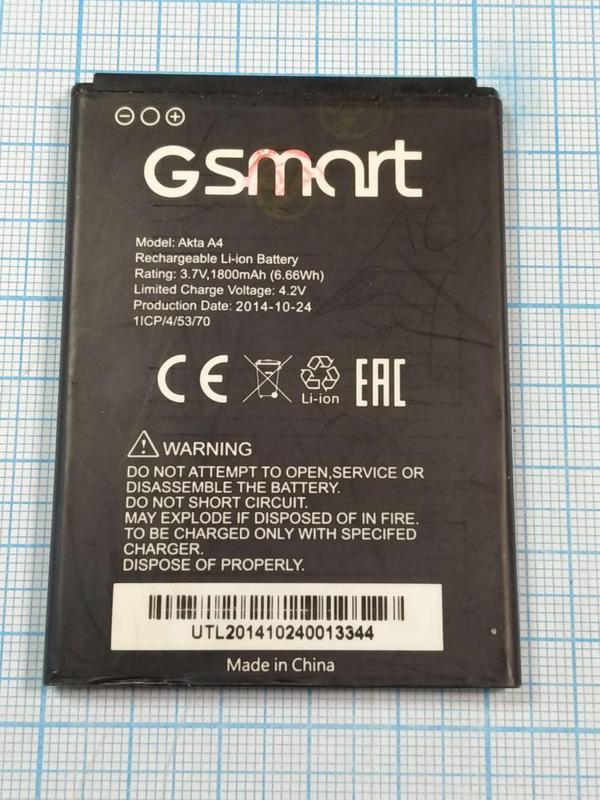 GSmart
Model: Akta A4
Rechargeable Li-ion Battery
Rating: 3.7V,1800mAh (6.66Wh)
Limited Charge Voltage: 4.2V
Production Date: 2014-10-24
1ICP/4/53/70
CE
EAC
Li-ion
WARNING
DO NOT ATTEMPT TO OPEN,SERVICE OR
DISASSEMBLE THE BATTERY.
DO NOT SHORT CIRCUIT.
MAY EXPLODE IF DISPOSED OF IN FIRE.
TO BE CHARGED ONLY WITH SPECIFED
CHARGER.
DISPOSE OF PROPERLY.
UTL201410240013344
Made in China